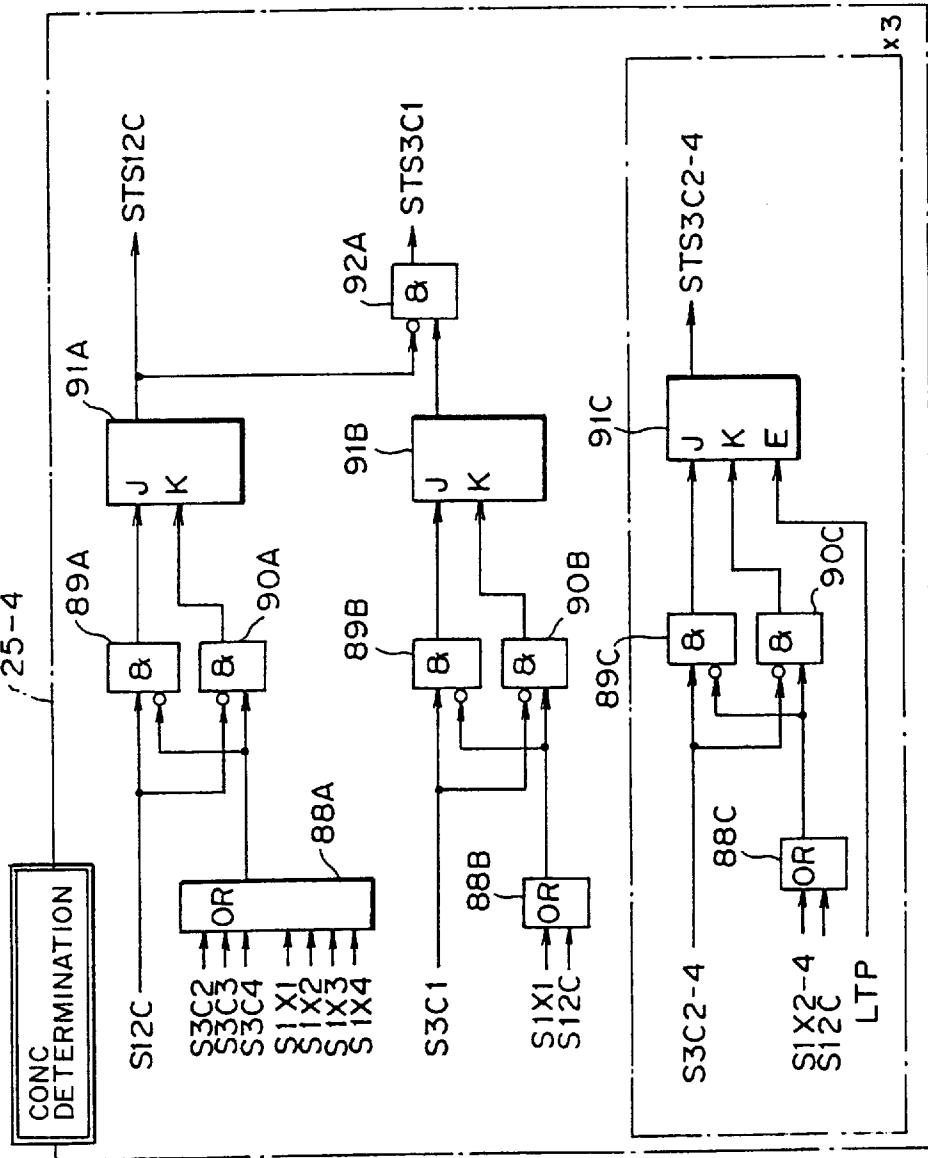 25-4
CONC
DETERMINATION
S12C
89A
&
J
91A
STS12C
K
90A
&
S3C2
S3C3
S3C4
S1X1
S1X2
S1X3
S1X4
OR
88A
92A
&
STS3C1
S3C1
89B
&
J
91B
K
90B
&
S1X1
S12C
OR
88B
S3C2-4
89C
&
J
91C
STS3C2-4
K
E
90C
&
S1X2-4
S12C
OR
88C
LTP
x3